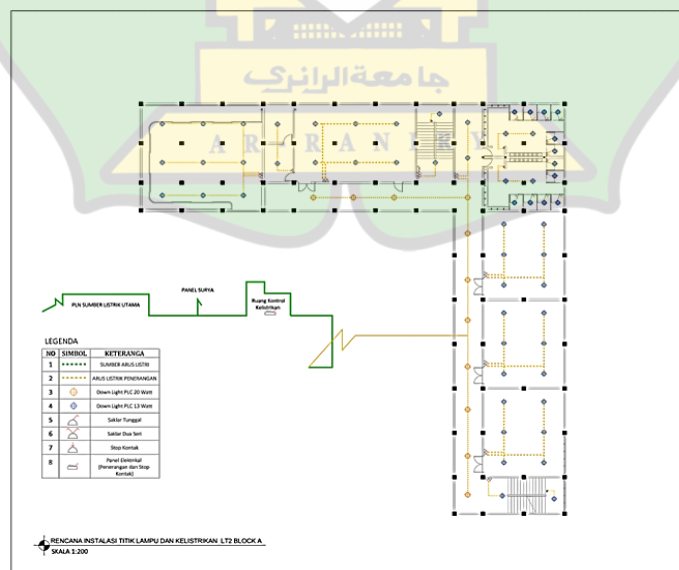 جامعة الرانري
AR-RANIRY
PLN SUMBER LISTRIK UTAMA
PANEL SURYA
Ruang Kontrol
Kelistrikan
LEGENDA
NO SIMBOL KETERANGA
1 SUMBER ARUS LISTRI
2 ARUS LISTRIK PENERANGAN
3 Down Light PLC 20 Watt
4 Down Light PLC 13 Watt
5 Saklar Tunggal
6 Saklar Dua Seri
7 Stop Kontak
8 Panel Elektrikal
(Penerangan dan Stop
Kontak)
RENCANA INSTALASI TITIK LAMPU DAN KELISTRIKAN LT2 BLOCK A
SKALA 1:200